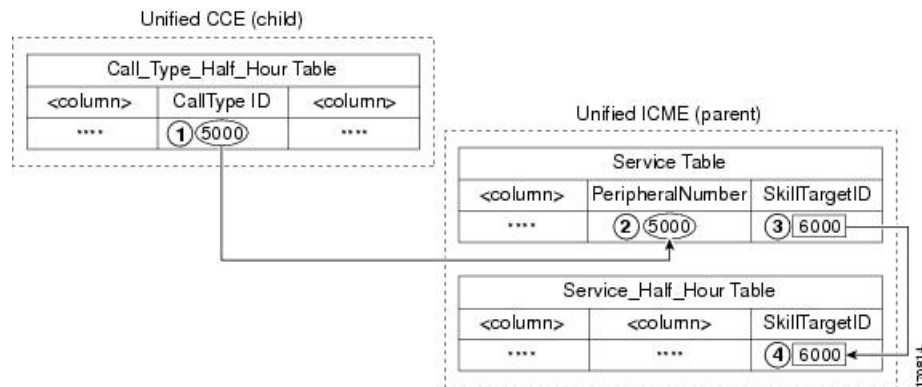 Unified CCE (child)
Call_Type_Half_Hour Table
<column> CallType ID <column>
**** 1 5000 ****
Unified ICME (parent)
Service Table
<column> PeripheralNumber SkillTargetID
**** 2 5000 3 6000
Service_Half_Hour Table
<column> <column> SkillTargetID
**** **** 4 6000